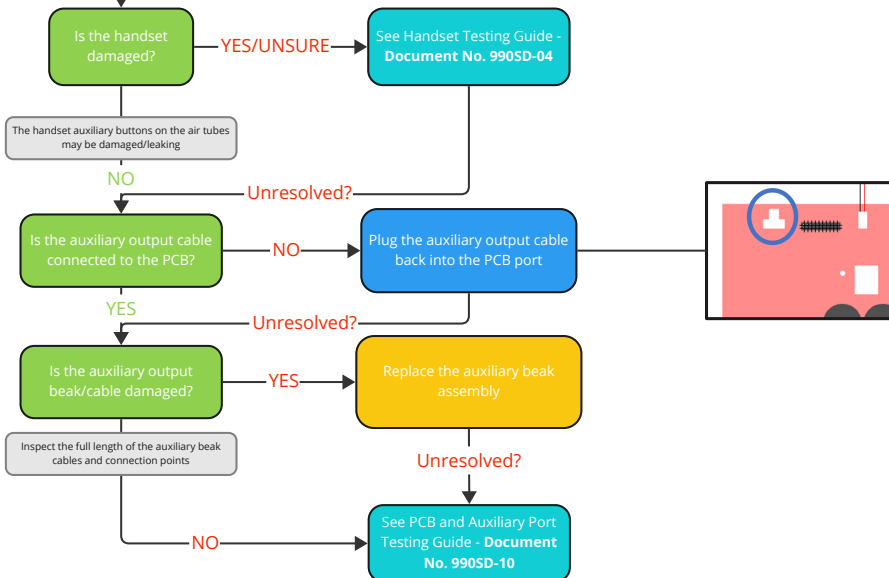 Is the handset
damaged?
YES/UNSURE
See Handset Testing Guide -
Document No. 990SD-04
The handset auxiliary buttons on the air tubes
may be damaged/leaking
NO
Unresolved?
Is the auxiliary output cable
connected to the PCB?
NO
Plug the auxiliary output cable
back into the PCB port
YES
Unresolved?
Is the auxiliary output
beak/cable damaged?
YES
Replace the auxiliary beak
assembly
Inspect the full length of the auxiliary beak
cables and connection points
Unresolved?
NO
See PCB and Auxiliary Port
Testing Guide - Document
No. 990SD-10